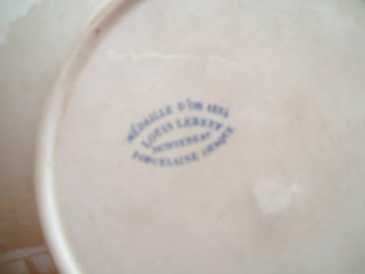 MÉDAILLE D'OR
LOUIS LEBEUF
MONTEREAU
PORCELAINE OPAQUE